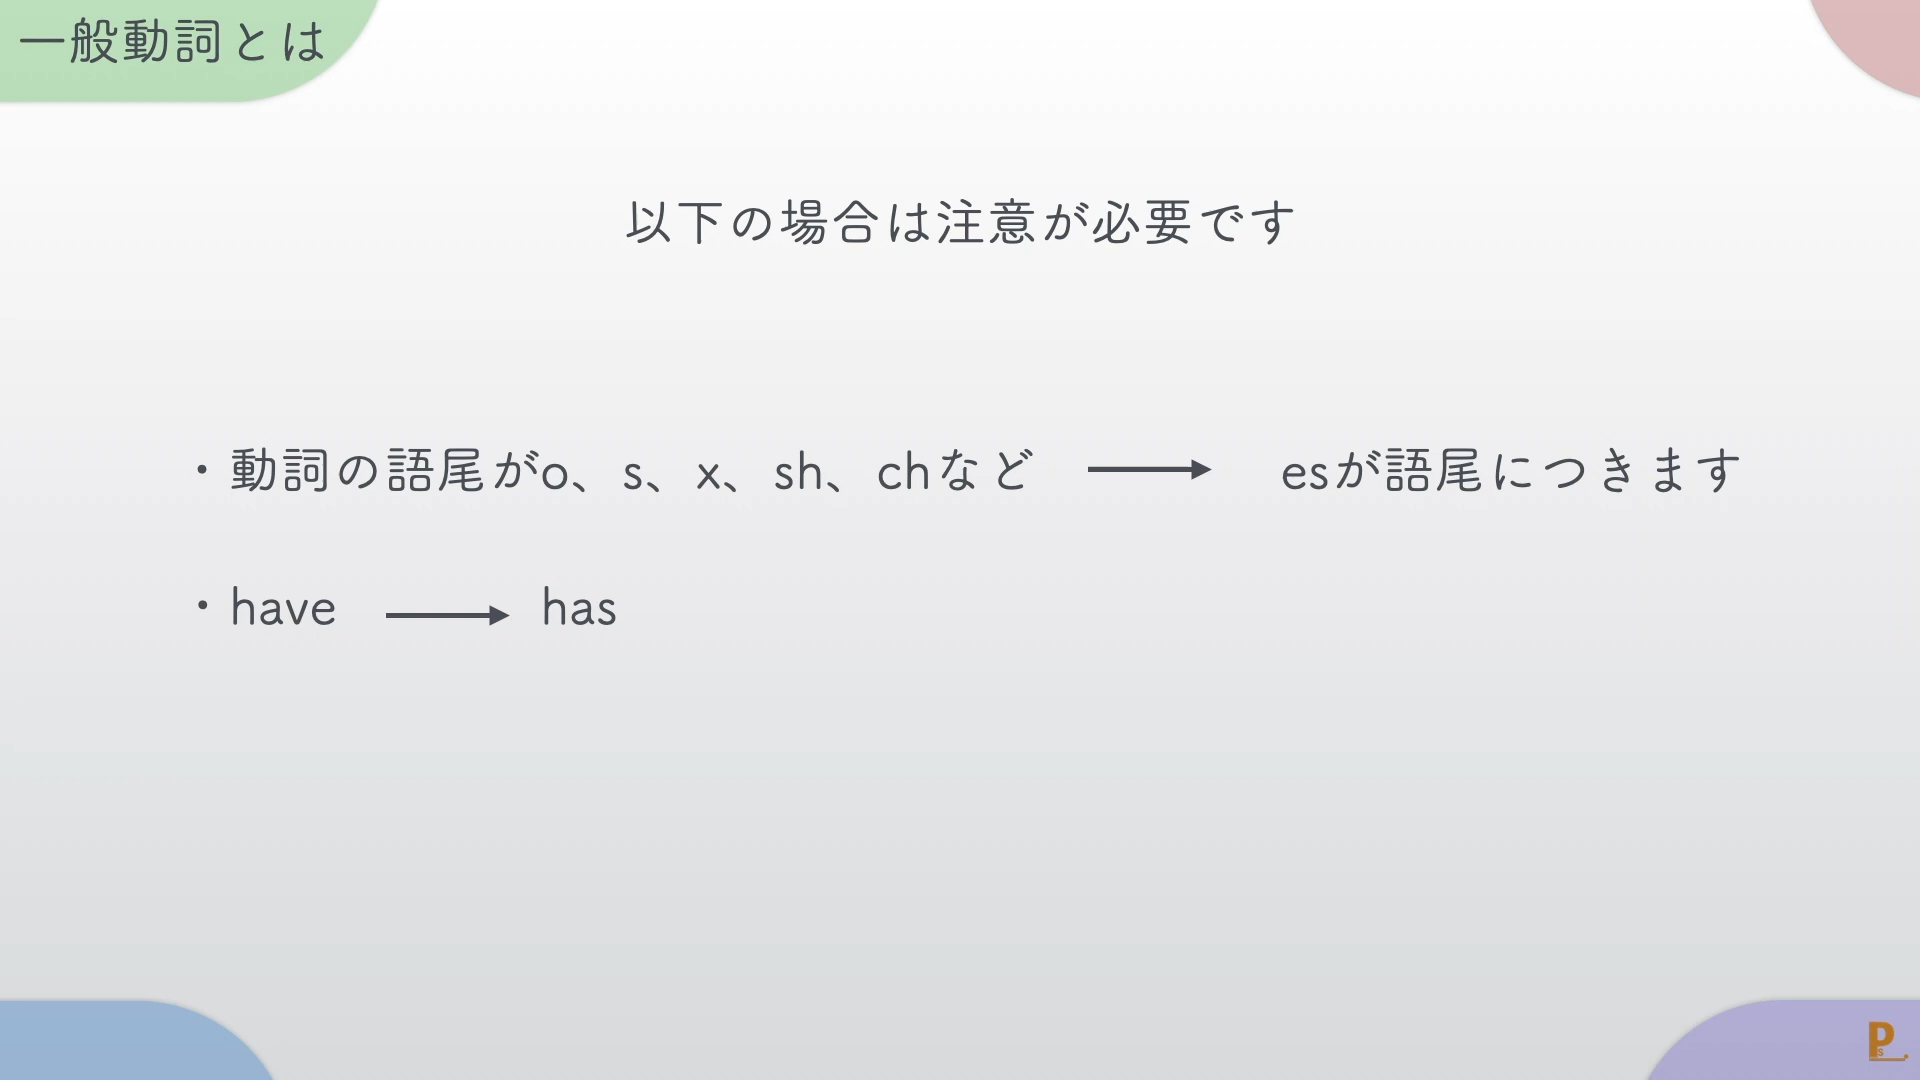 一般動詞とは
以下の場合は注意が必要です
・動詞の語尾がo、s、x、sh、chなど → esが語尾につきます
・have → has
Ps